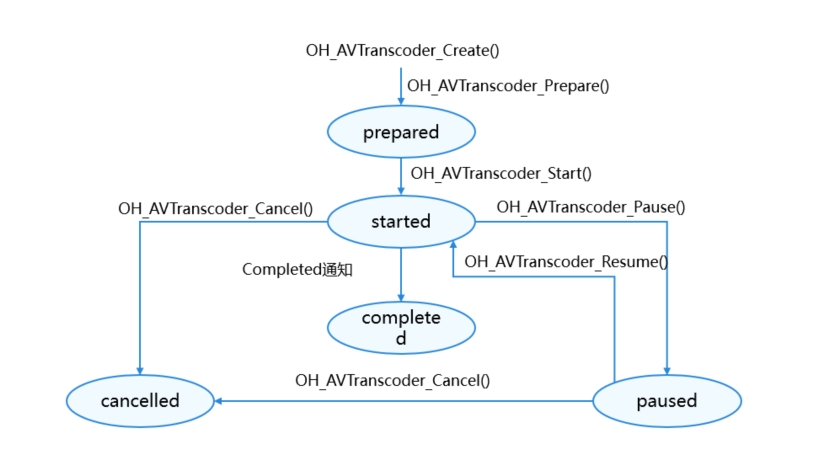 OH_AVTranscoder_Create()
OH_AVTranscoder_Prepare()
prepared
OH_AVTranscoder_Start()
OH_AVTranscoder_Cancel()
started
OH_AVTranscoder_Pause()
Completed通知
OH_AVTranscoder_Resume()
complete
d
OH_AVTranscoder_Cancel()
cancelled
paused